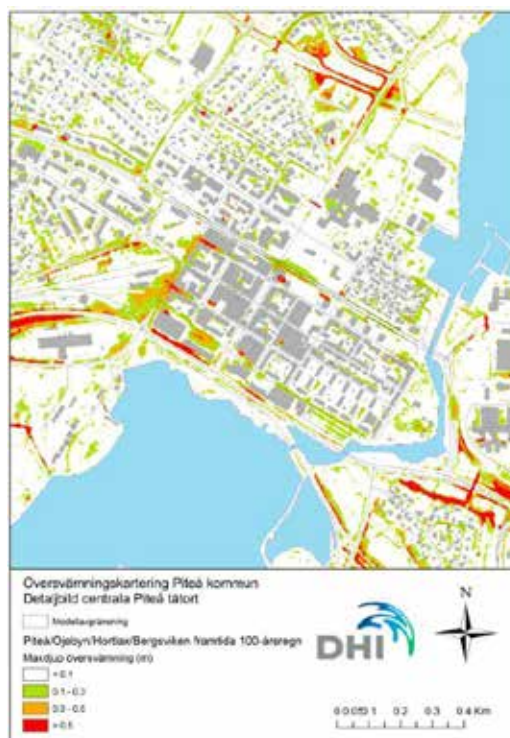 Översvämningskartering Piteå kommun
Detaljbild centrala Piteå tätort
Modellavgränsning
Piteå/Öjebyn/Hortlax/Bergsviken framtida 100-årsregn
Maxdjup översvämning (m)
< 0.1
0.1 - 0.3
0.3 - 0.5
> 0.5
DHI
N
0 0.05 0.1 0.2 0.3 0.4 Km